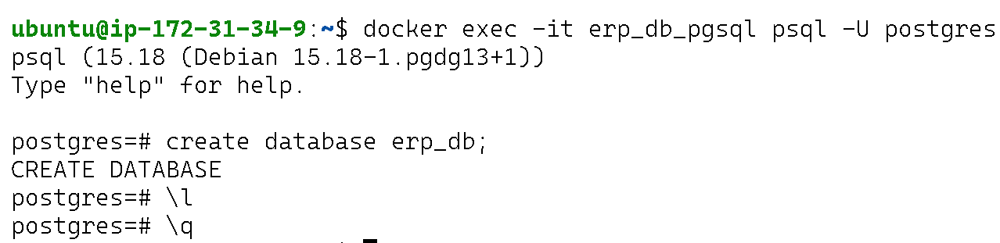 ubuntu@ip-172-31-34-9:~$ docker exec -it erp_db_pgsql psql -U postgres
psql (15.18 (Debian 15.18-1.pgdg13+1))
Type "help" for help.

postgres=# create database erp_db;
CREATE DATABASE
postgres=# \l
postgres=# \q